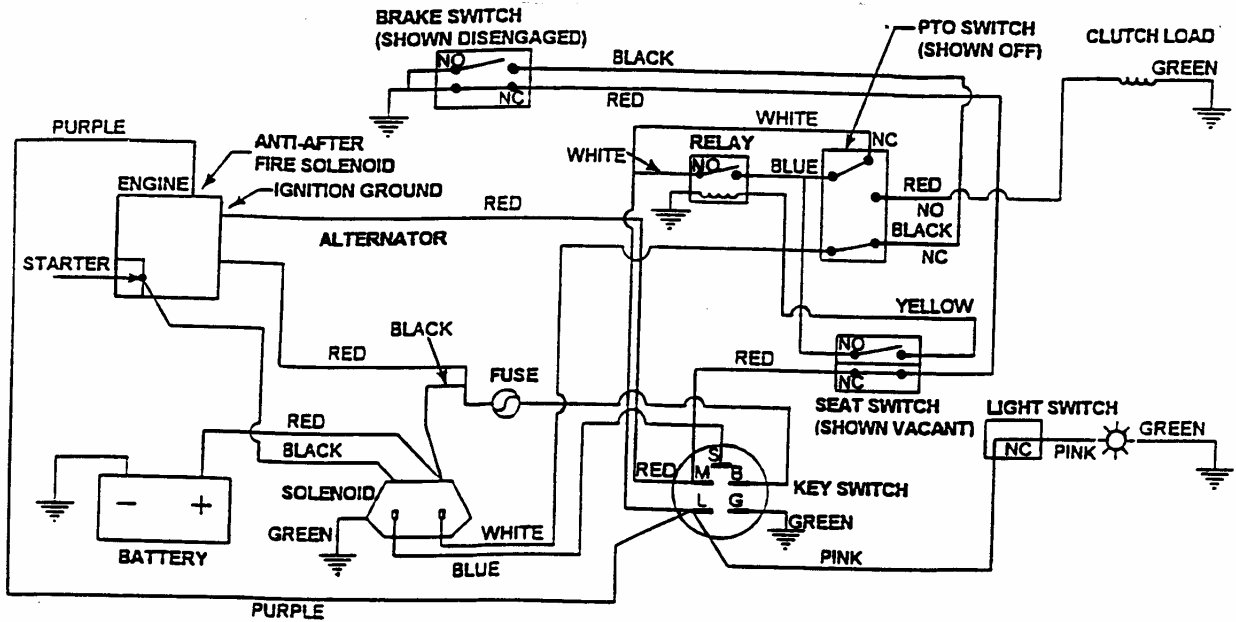 BRAKE SWITCH
(SHOWN DISENGAGED)
NO
BLACK
NC
RED
PTO SWITCH
(SHOWN OFF)
CLUTCH LOAD
GREEN
PURPLE
ANTI-AFTER
FIRE SOLENOID
ENGINE
IGNITION GROUND
WHITE
NC
RELAY
WHITE
NO
BLUE
RED
NO
BLACK
NC
RED
ALTERNATOR
STARTER
YELLOW
BLACK
RED
FUSE
RED
NO
NC
SEAT SWITCH
(SHOWN VACANT)
LIGHT SWITCH
NC
PINK
GREEN
RED
BLACK
S
RED
M
B
L
G
KEY SWITCH
GREEN
SOLENOID
GREEN
WHITE
BLUE
- +
BATTERY
PINK
PURPLE